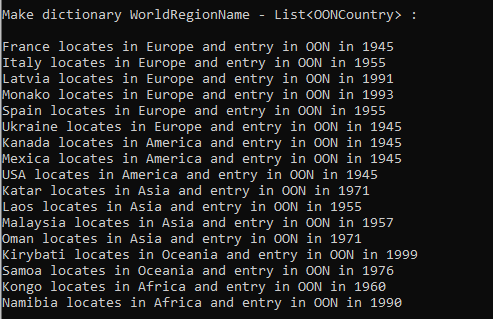 Make dictionary WorldRegionName - List<OONCountry> :
France locates in Europe and entry in OON in 1945
Italy locates in Europe and entry in OON in 1955
Latvia locates in Europe and entry in OON in 1991
Monako locates in Europe and entry in OON in 1993
Spain locates in Europe and entry in OON in 1955
Ukraine locates in Europe and entry in OON in 1945
Kanada locates in America and entry in OON in 1945
Mexica locates in America and entry in OON in 1945
USA locates in America and entry in OON in 1945
Katar locates in Asia and entry in OON in 1971
Laos locates in Asia and entry in OON in 1955
Malaysia locates in Asia and entry in OON in 1957
Oman locates in Asia and entry in OON in 1971
Kirybati locates in Oceania and entry in OON in 1999
Samoa locates in Oceania and entry in OON in 1976
Kongo locates in Africa and entry in OON in 1960
Namibia locates in Africa and entry in OON in 1990